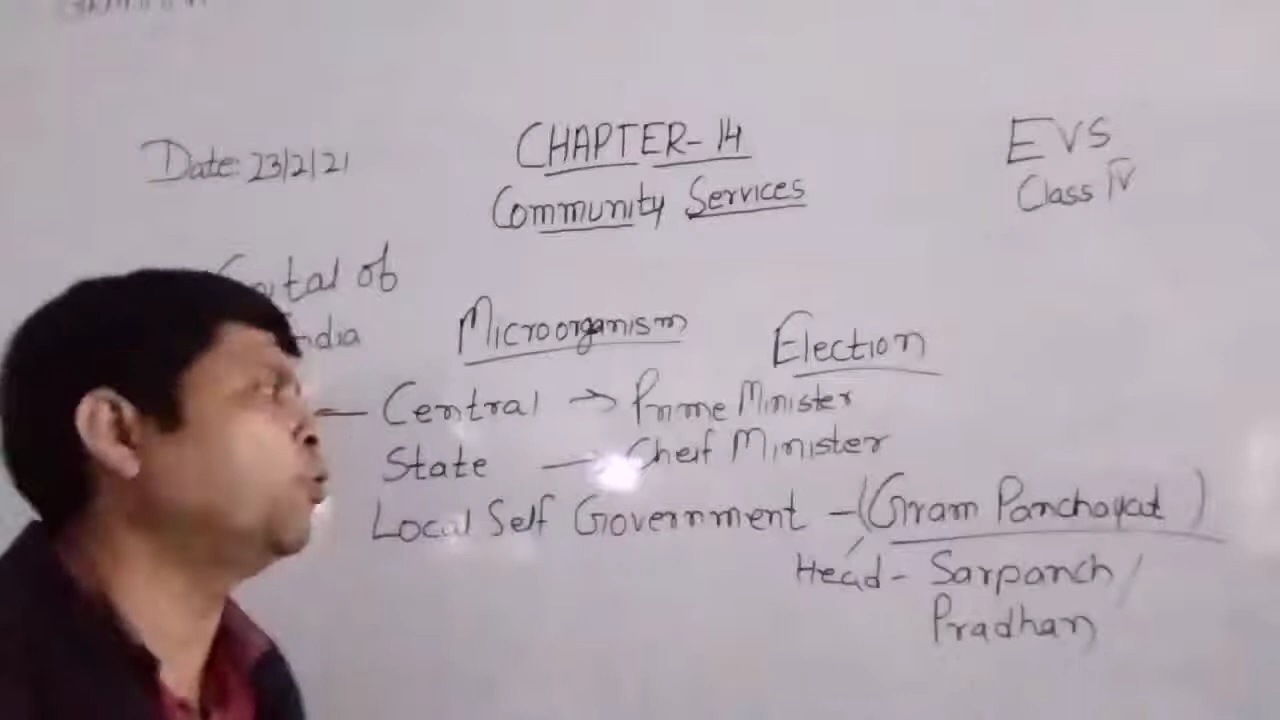 Date: 23/2/21
CHAPTER-14
Community Services
EVS
Class IV
of
Microorganism
Election
— Central → Prime Minister
State — Cheif Minister
Local Self Government - (Gram Panchayat)
Head - Sarpanch /
Pradhan